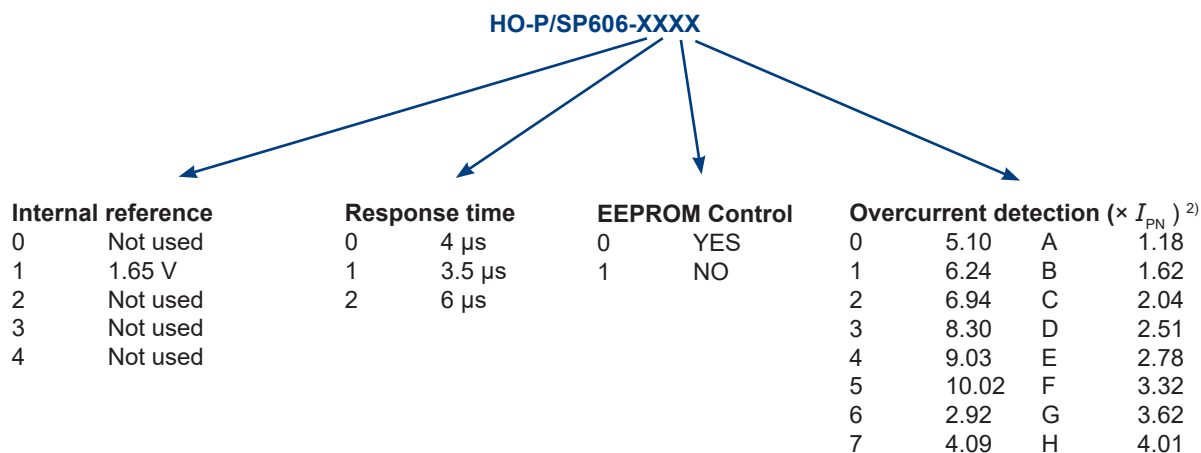 HO-P/SP606-XXXX
Internal reference
0 Not used
1 1.65 V
2 Not used
3 Not used
4 Not used
Response time
0 4 µs
1 3.5 µs
2 6 µs
EEPROM Control
0 YES
1 NO
Overcurrent detection (× I PN ) 2)
0 5.10 A 1.18
1 6.24 B 1.62
2 6.94 C 2.04
3 8.30 D 2.51
4 9.03 E 2.78
5 10.02 F 3.32
6 2.92 G 3.62
7 4.09 H 4.01